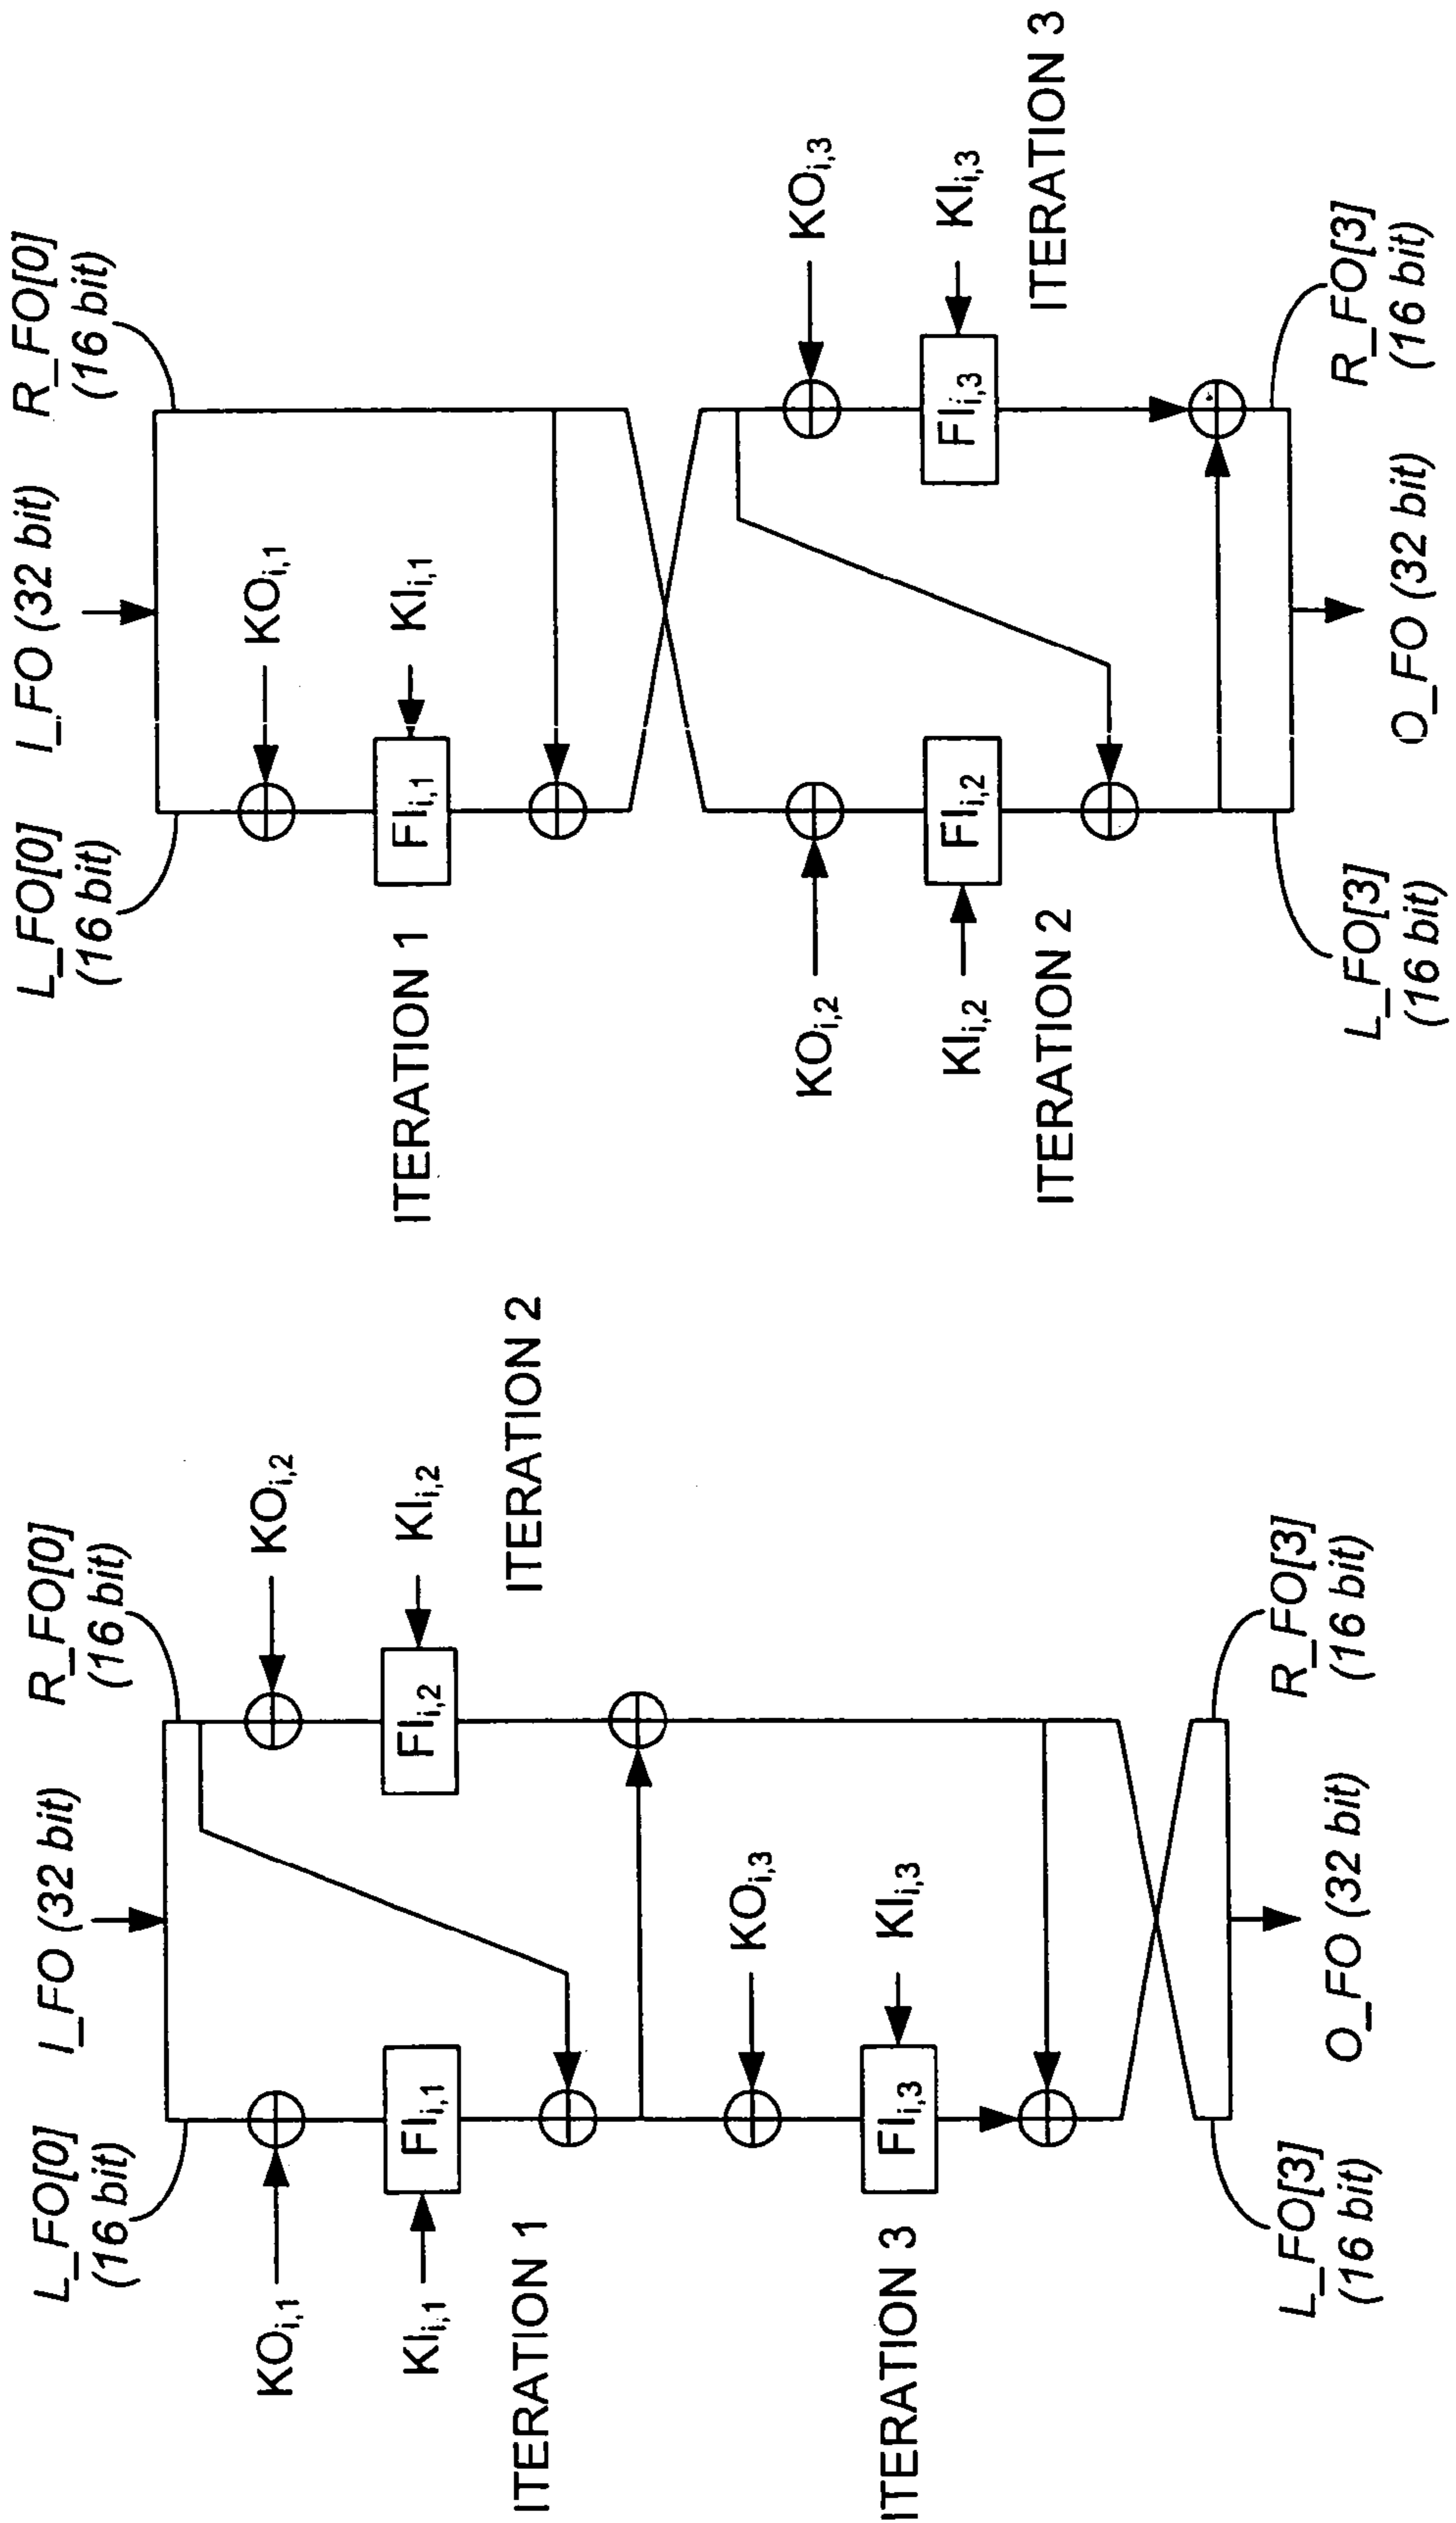 L_FO[0]
(16 bit)
I_FO (32 bit)
R_FO[0]
(16 bit)
KOi,1
KOi,2
KIi,1
FIi,1
FIi,2
KIi,2
ITERATION 1
ITERATION 2
KOi,3
FIi,3
KIi,3
ITERATION 3
L_FO[3]
(16 bit)
O_FO (32 bit)
R_FO[3]
(16 bit)
L_FO[0]
(16 bit)
I_FO (32 bit)
R_FO[0]
(16 bit)
KOi,1
FIi,1
KIi,1
ITERATION 1
KOi,2
KOi,3
KIi,2
FIi,2
FIi,3
KIi,3
ITERATION 2
ITERATION 3
L_FO[3]
(16 bit)
O_FO (32 bit)
R_FO[3]
(16 bit)